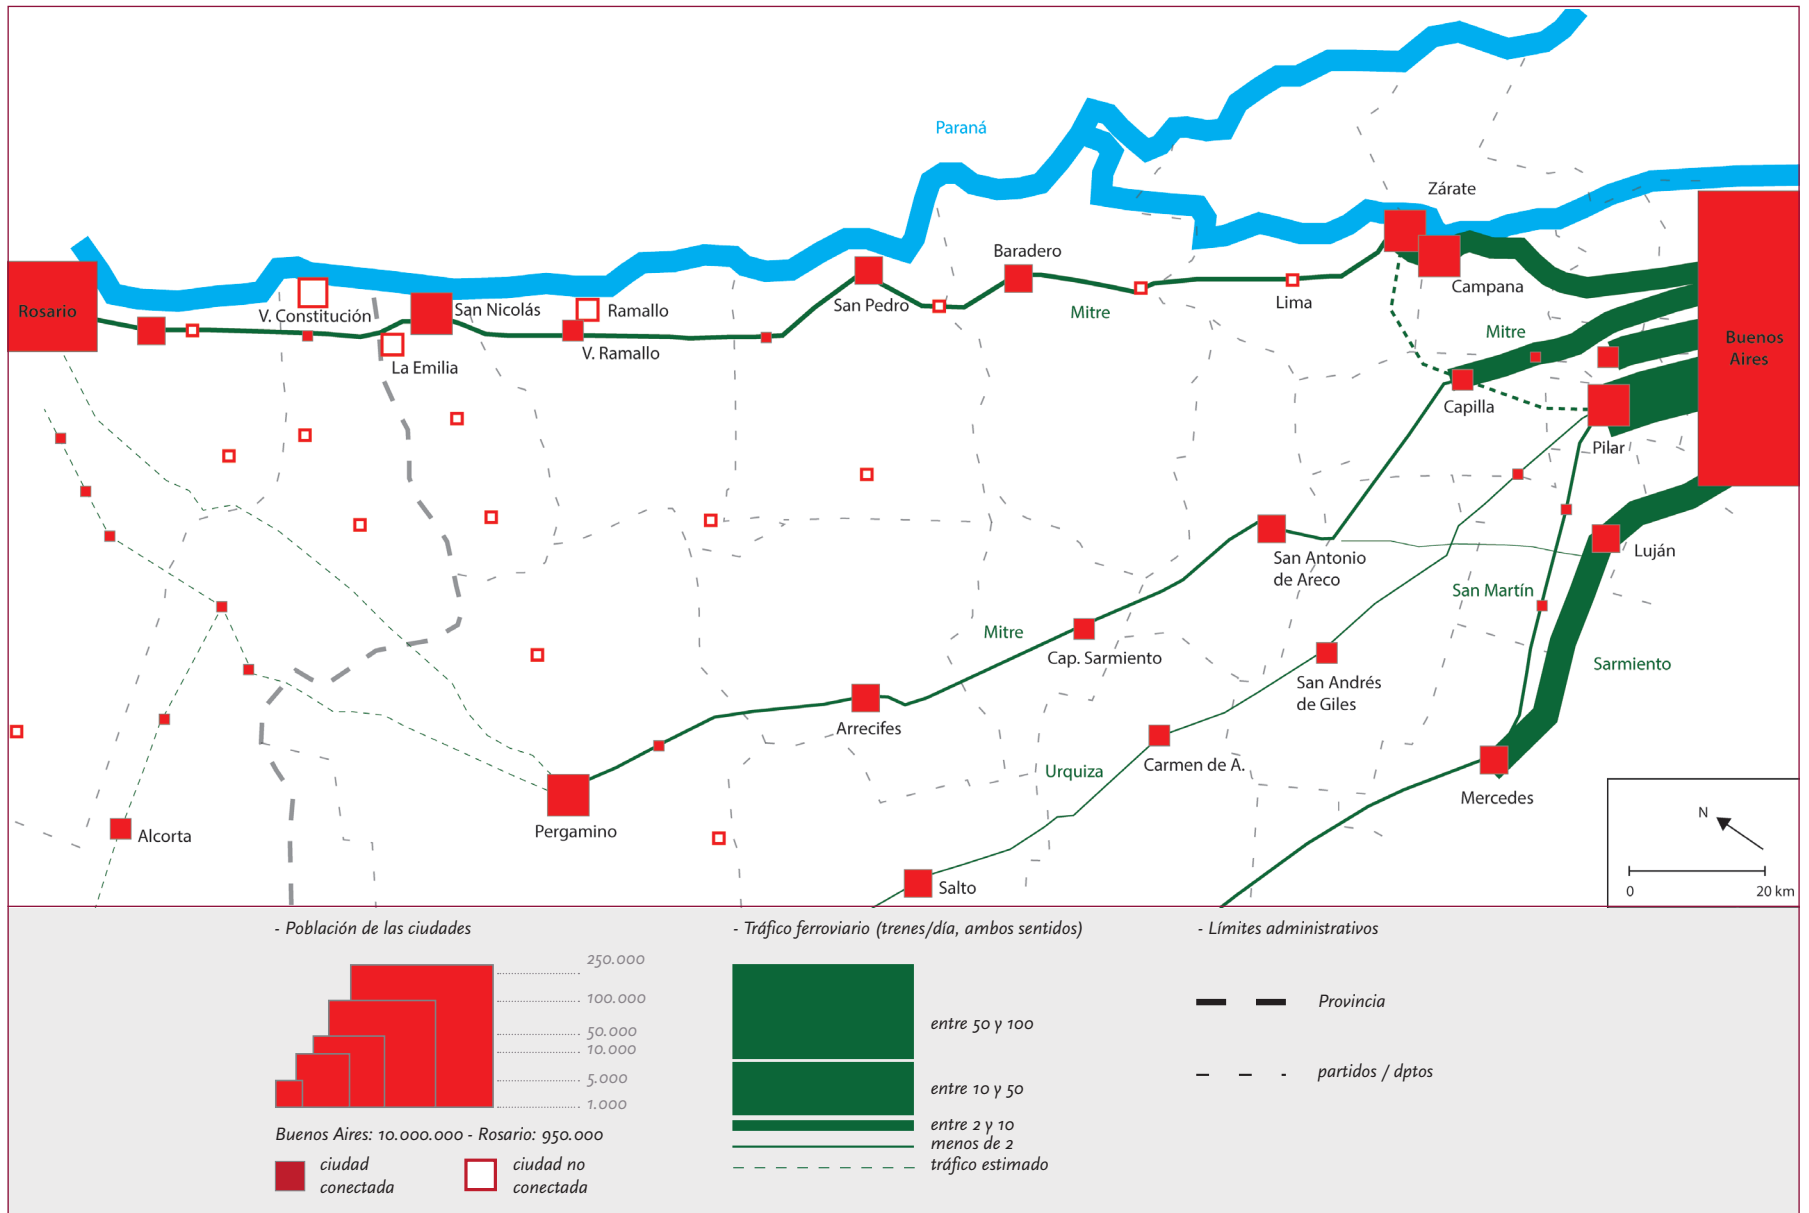 Paraná
Zárate
Baradero
Campana
Rosario
V. Constitución
San Nicolás
Ramallo
San Pedro
Mitre
Lima
Mitre
Buenos
Aires
La Emilia
V. Ramallo
Capilla
Pilar
San Antonio
de Areco
Luján
San Martín
Mitre
Cap. Sarmiento
Sarmiento
San Andrés
de Giles
Arrecifes
Urquiza
Carmen de A.
Mercedes
Alcorta
Pergamino
Salto
N
0
20 km
- Población de las ciudades
250.000
100.000
50.000
10.000
5.000
1.000
Buenos Aires: 10.000.000 - Rosario: 950.000
ciudad
conectada
ciudad no
conectada
- Tráfico ferroviario (trenes/día, ambos sentidos)
entre 50 y 100
entre 10 y 50
entre 2 y 10
menos de 2
tráfico estimado
- Límites administrativos
Provincia
partidos / dptos